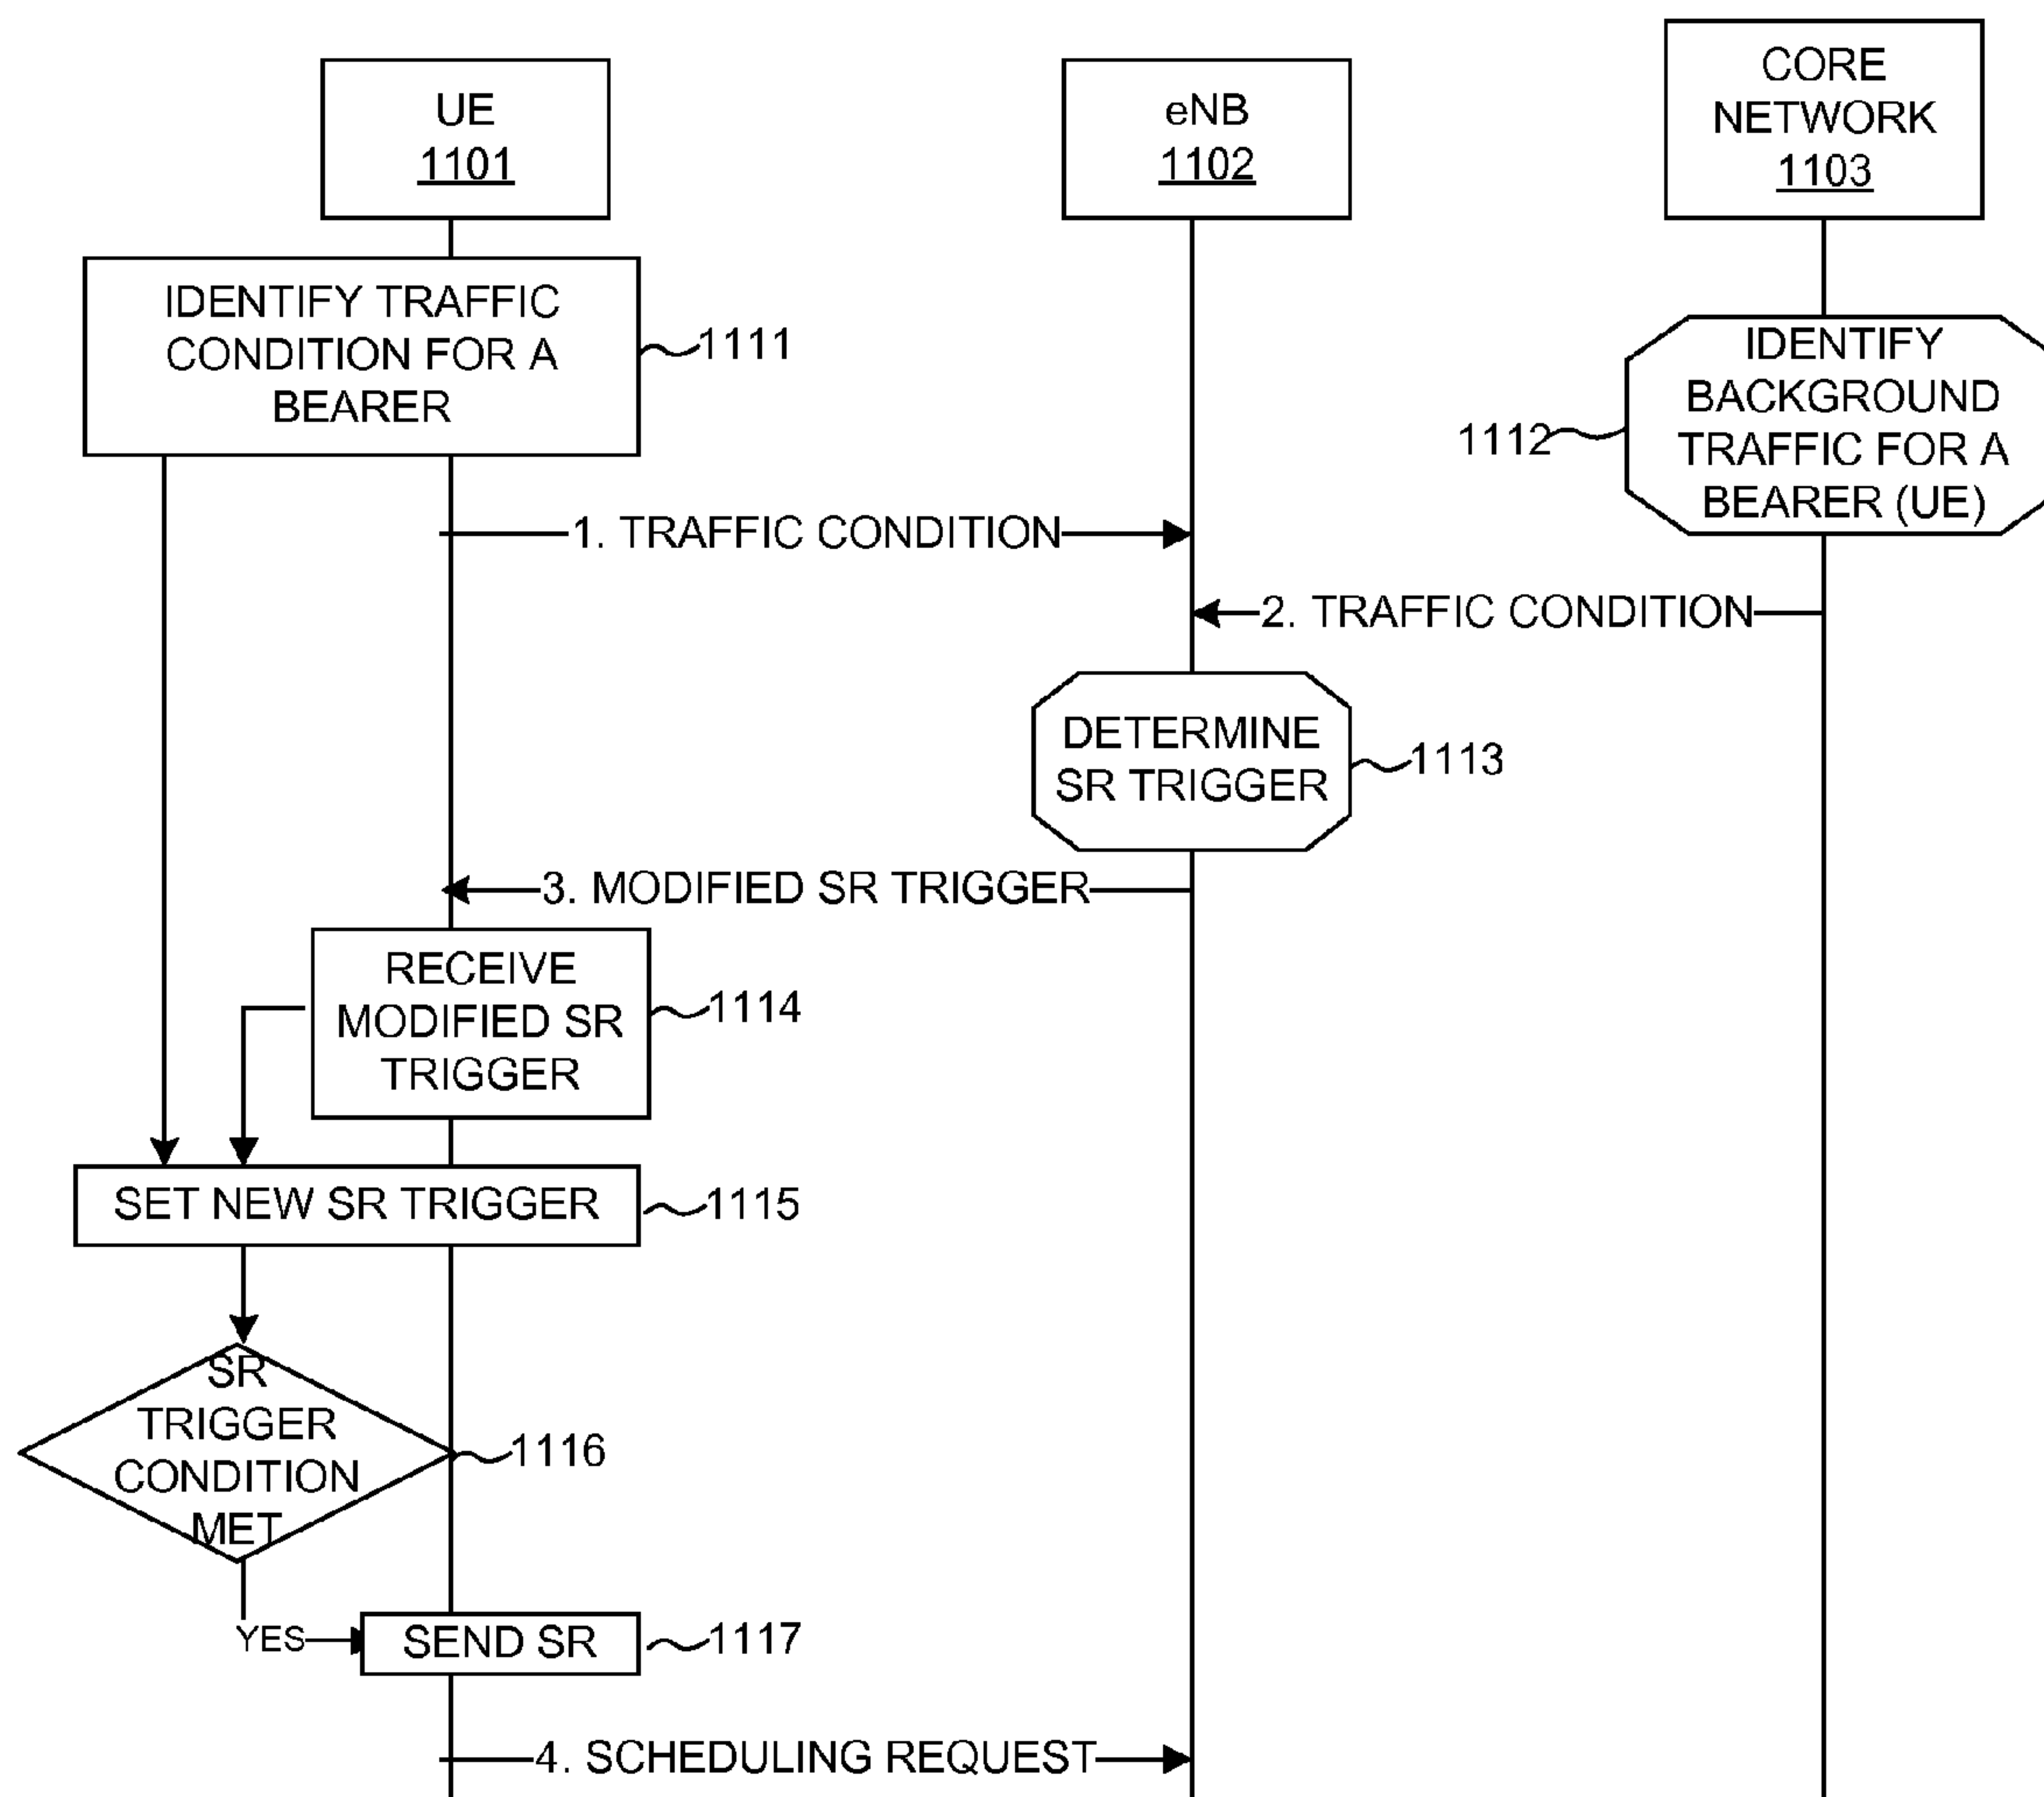 UE
1101
eNB
1102
CORE
NETWORK
1103
IDENTIFY TRAFFIC
CONDITION FOR A
BEARER
1111
IDENTIFY
BACKGROUND
TRAFFIC FOR A
BEARER (UE)
1112
1. TRAFFIC CONDITION
2. TRAFFIC CONDITION
DETERMINE
SR TRIGGER
1113
3. MODIFIED SR TRIGGER
RECEIVE
MODIFIED SR
TRIGGER
1114
SET NEW SR TRIGGER
1115
SR
TRIGGER
CONDITION
MET
1116
YES
SEND SR
1117
4. SCHEDULING REQUEST